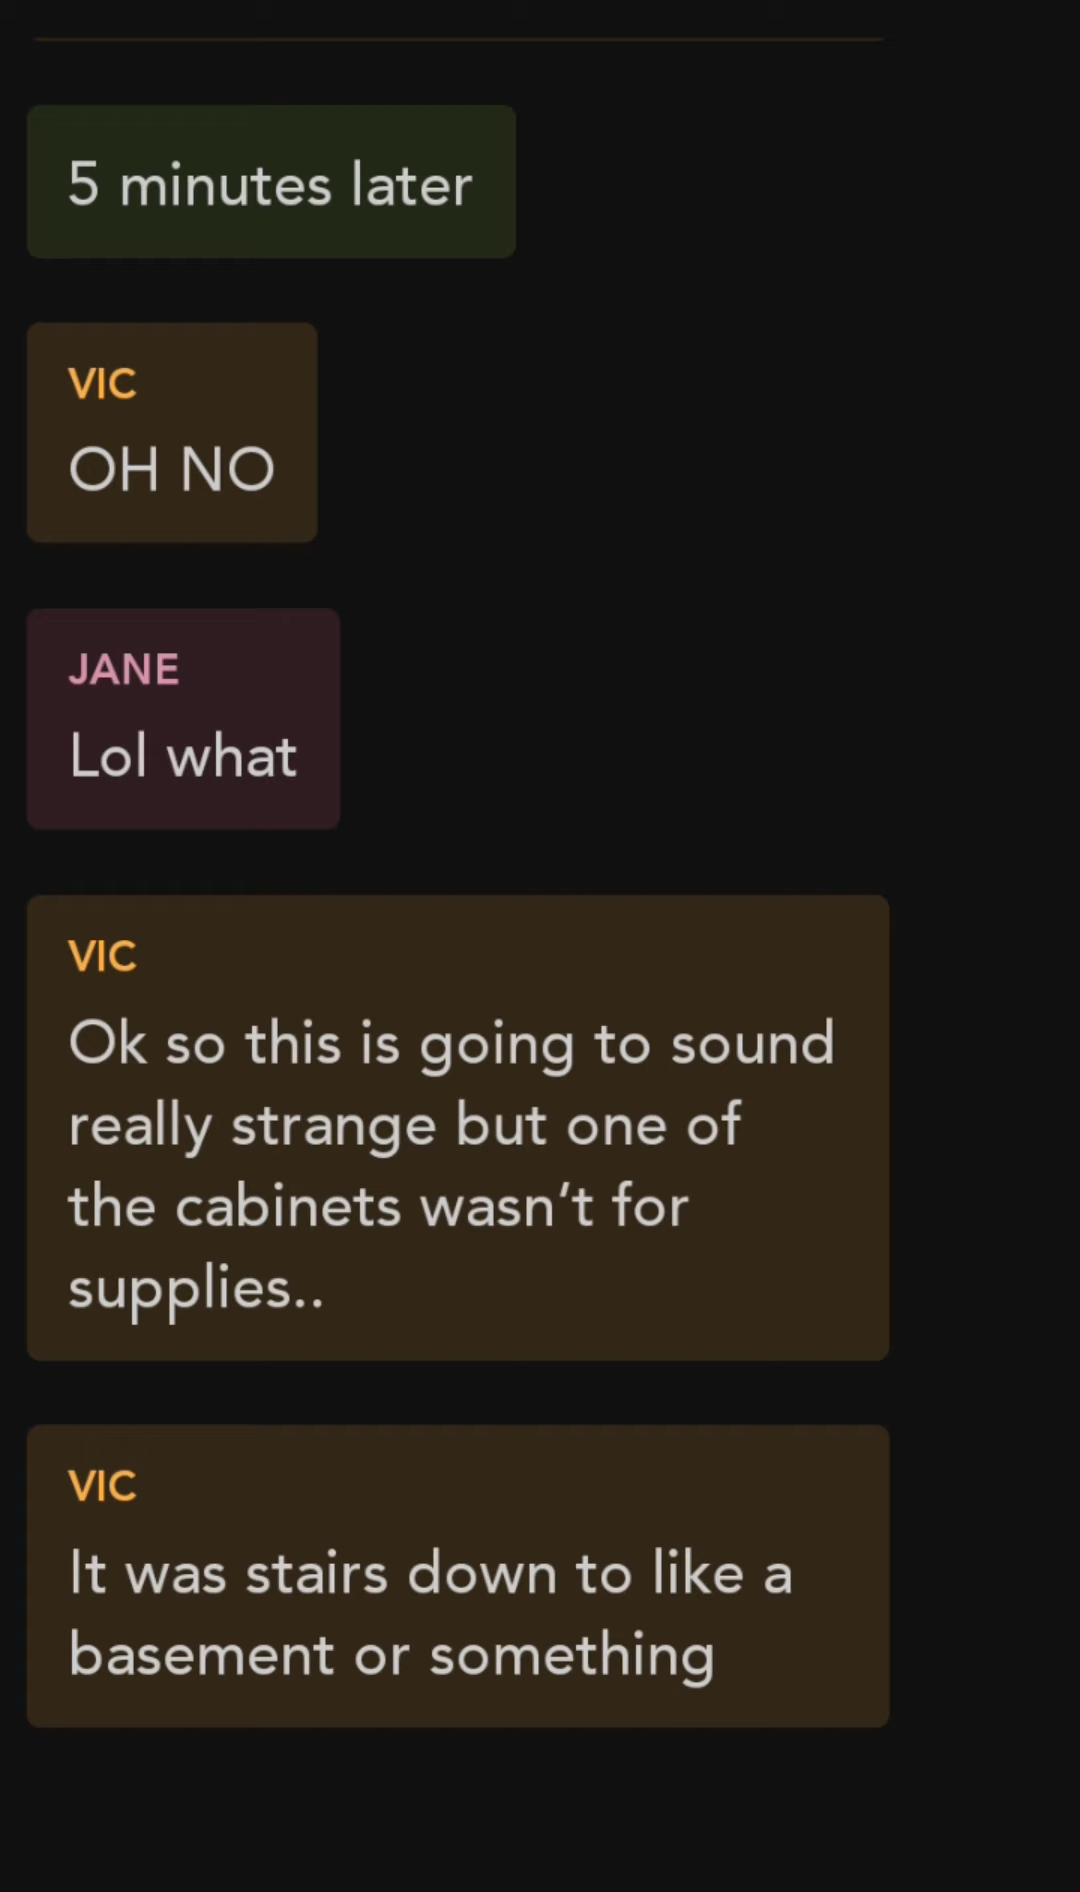 5 minutes later
VIC
OH NO
JANE
Lol what
VIC
Ok so this is going to sound
really strange but one of
the cabinets wasn't for
supplies..
VIC
It was stairs down to like a
basement or something